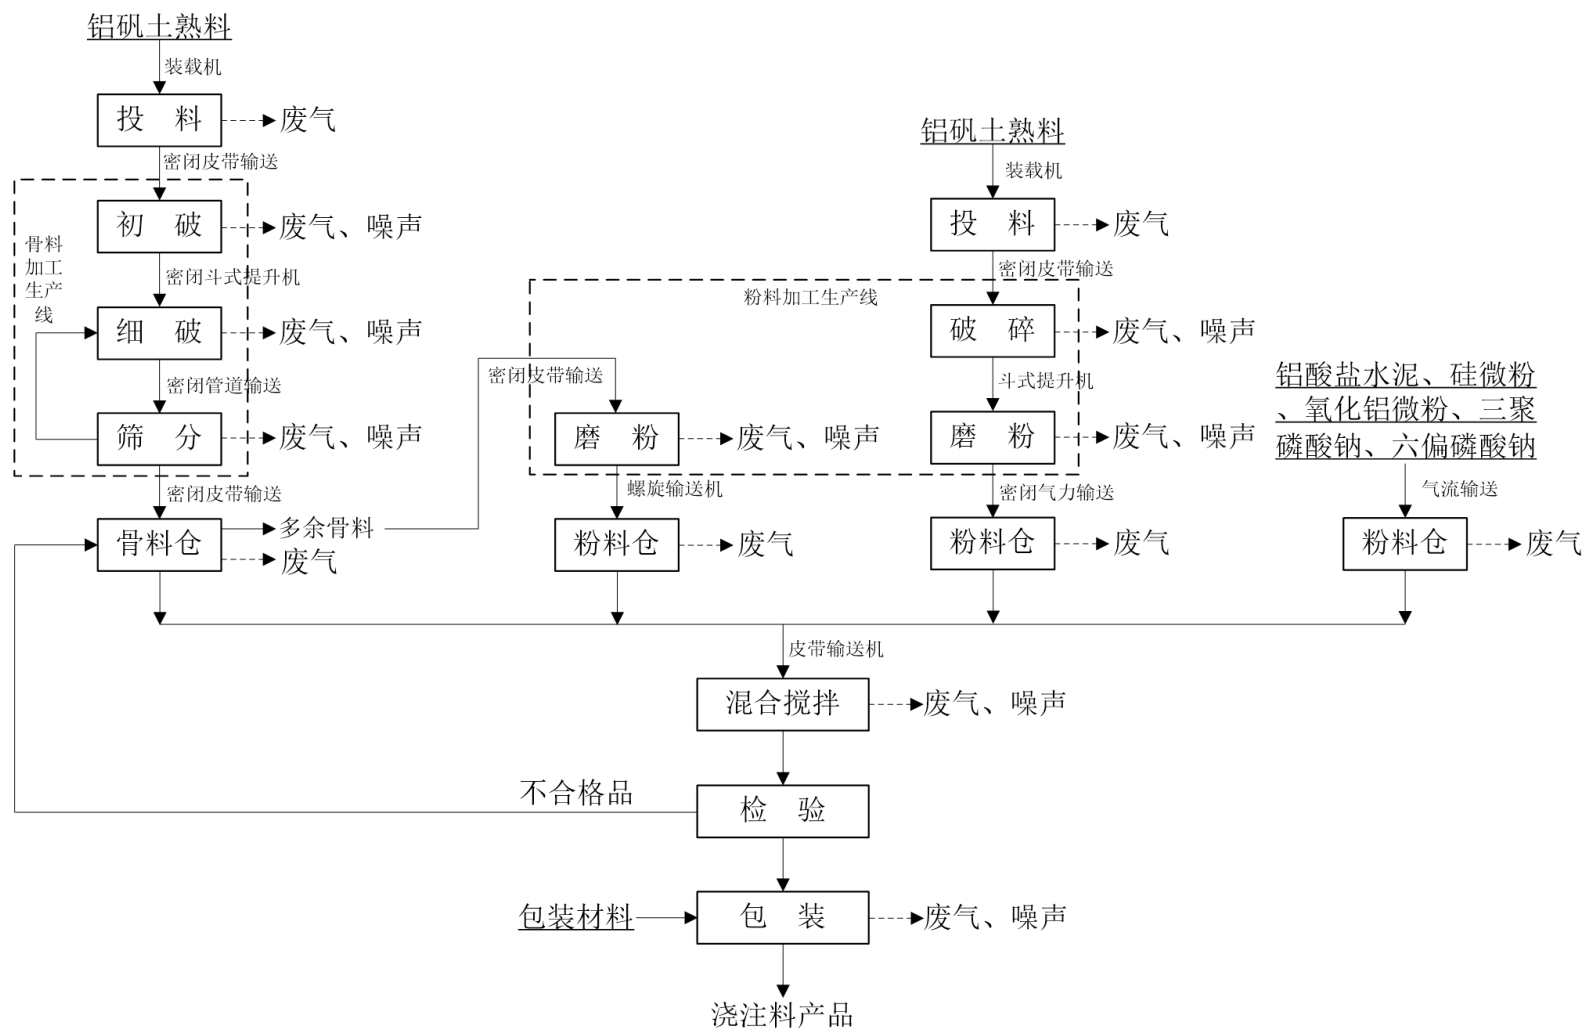 铝矾土熟料
装载机
投 料
废气
密闭皮带输送
初 破
废气、噪声
骨料
加工
生产
线
密闭斗式提升机
细 破
废气、噪声
密闭管道输送
筛 分
废气、噪声
密闭皮带输送
骨料仓
多余骨料
废气
铝矾土熟料
装载机
投 料
废气
密闭皮带输送
粉料加工生产线
破 碎
废气、噪声
斗式提升机
密闭皮带输送
磨 粉
废气、噪声
磨 粉
废气、噪声
螺旋输送机
密闭气力输送
粉料仓
废气
粉料仓
废气
铝酸盐水泥、硅微粉
、氧化铝微粉、三聚
磷酸钠、六偏磷酸钠
气流输送
粉料仓
废气
皮带输送机
混合搅拌
废气、噪声
不合格品
检 验
包装材料
包 装
废气、噪声
浇注料产品